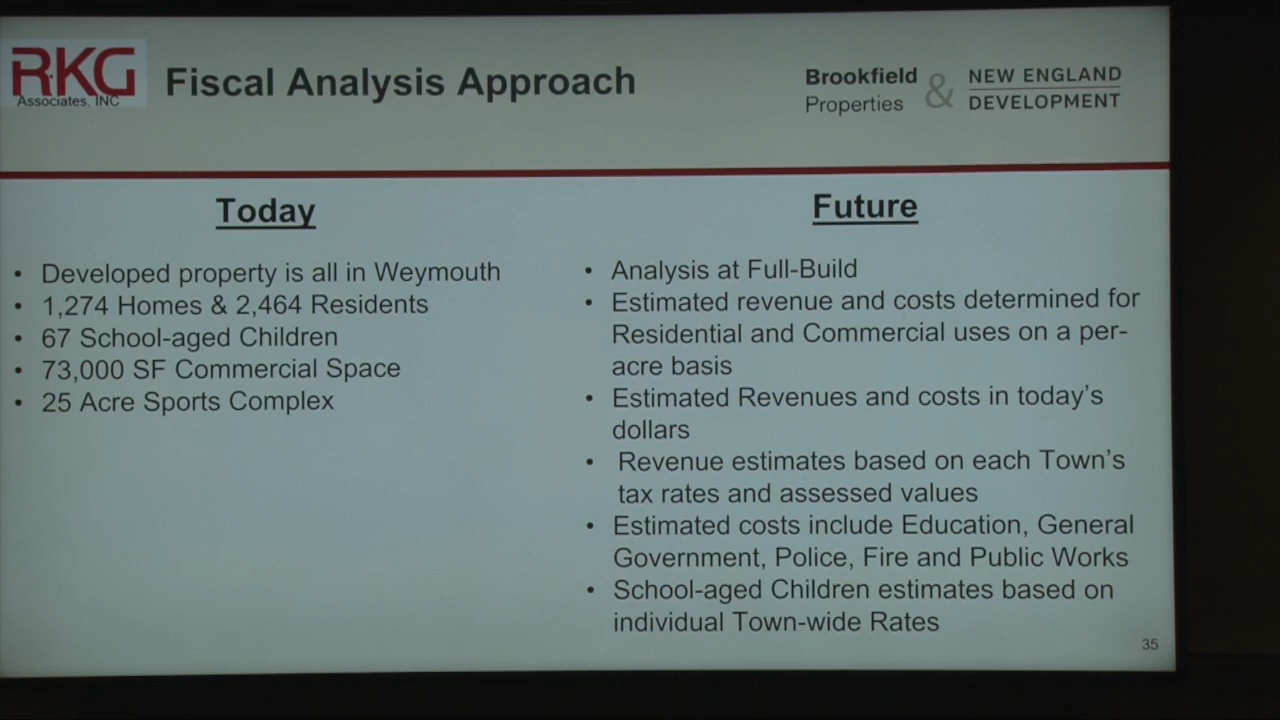 RKG
Associates, INC
Fiscal Analysis Approach
Brookfield
Properties
&
NEW ENGLAND
DEVELOPMENT
Today
• Developed property is all in Weymouth
• 1,274 Homes & 2,464 Residents
• 67 School-aged Children
• 73,000 SF Commercial Space
• 25 Acre Sports Complex
Future
• Analysis at Full-Build
• Estimated revenue and costs determined for
Residential and Commercial uses on a per-
acre basis
• Estimated Revenues and costs in today's
dollars
• Revenue estimates based on each Town's
tax rates and assessed values
• Estimated costs include Education, General
Government, Police, Fire and Public Works
• School-aged Children estimates based on
individual Town-wide Rates
35